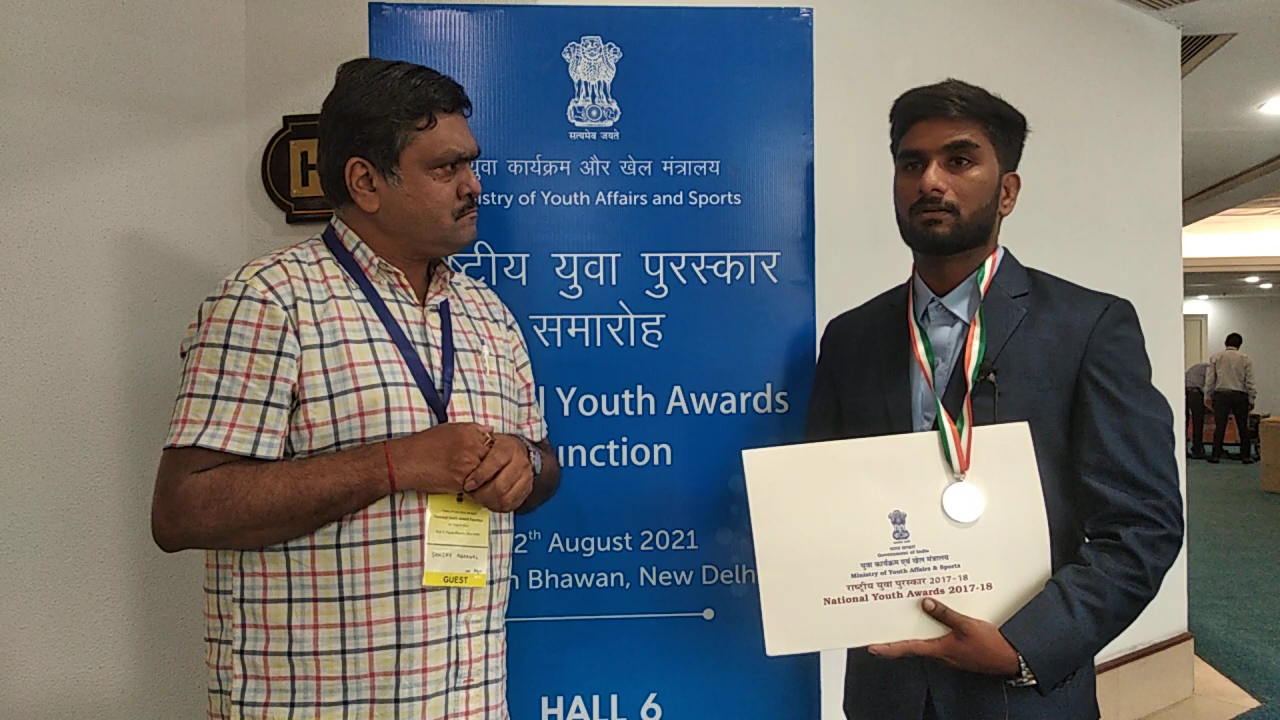 सत्यमेव जयते
युवा कार्यक्रम और खेल मंत्रालय
istry of Youth Affairs and Sports
ष्ट्रीय युवा पुरस्कार
समारोह
l Youth Awards
unction
2th August 2021
n Bhawan, New Delh
HALL 6
C
GUEST
भारत सरकार
Government of India
युवा कार्यक्रम एवं खेल मंत्रालय
Ministry of Youth Affairs & Sports
राष्ट्रीय युवा पुरस्कार 2017-18
National Youth Awards 2017-18